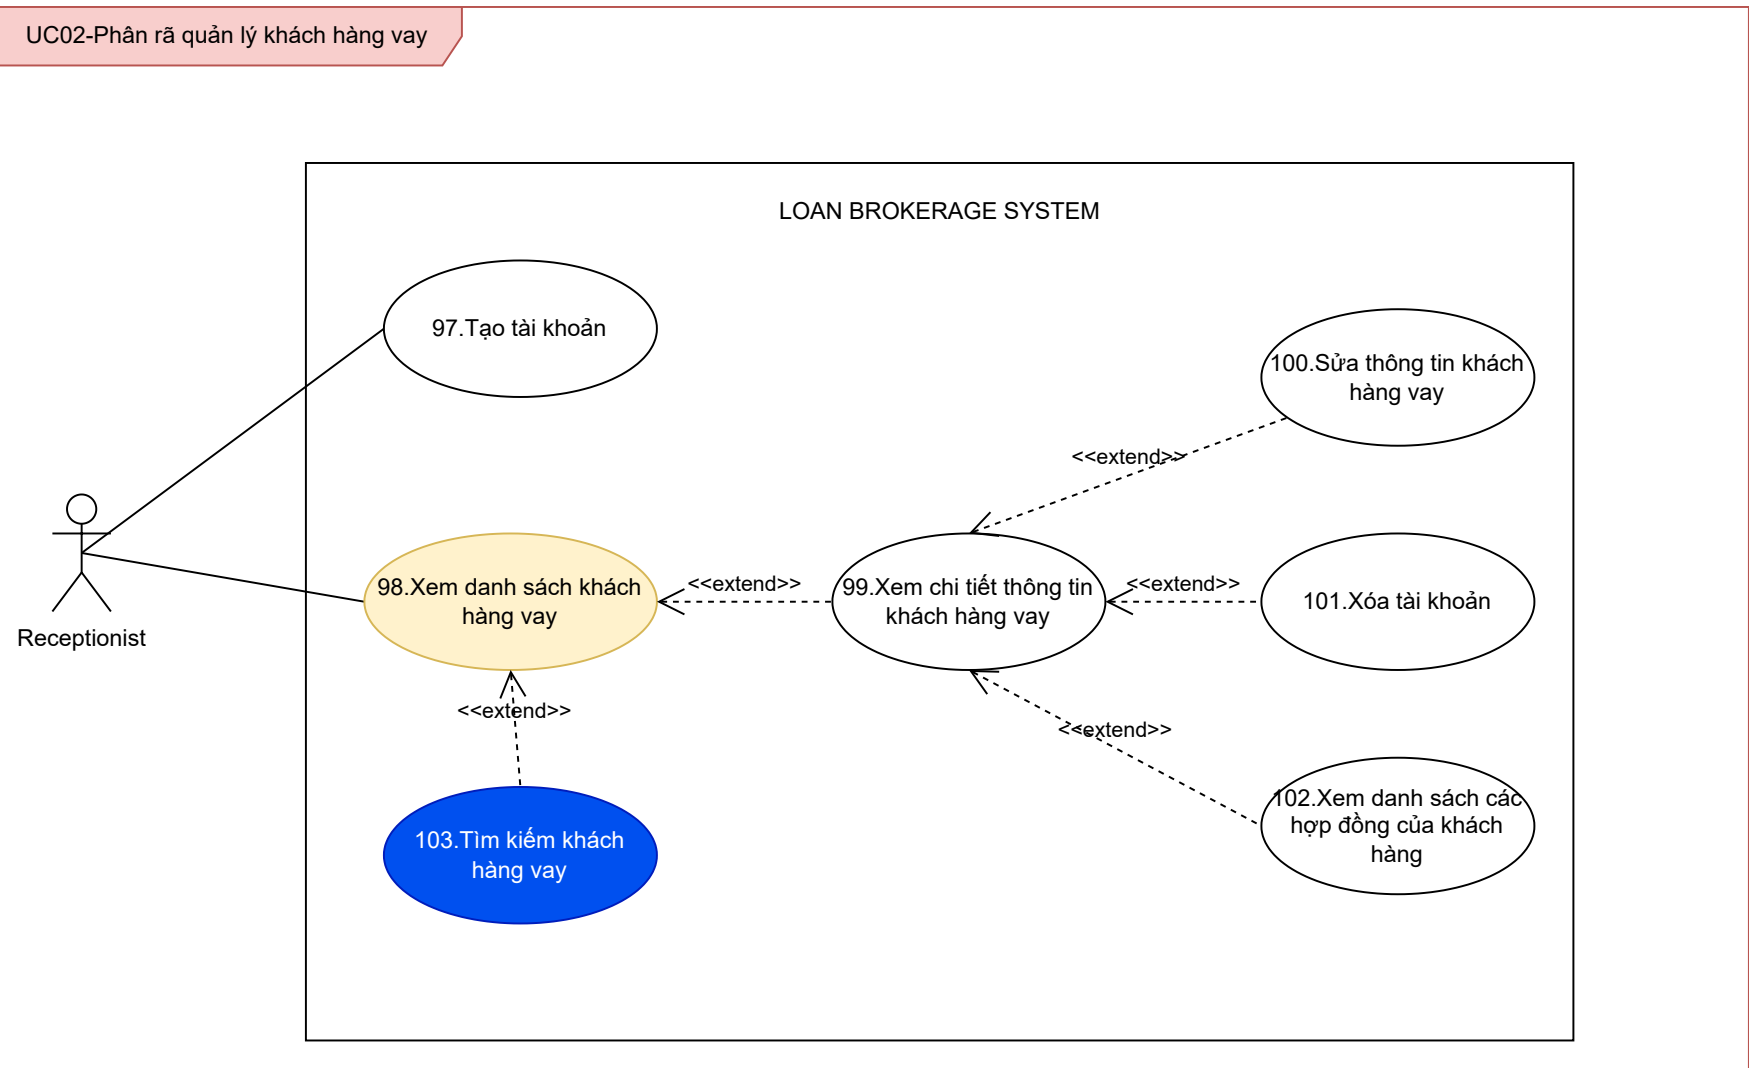 UC02-Phân rã quản lý khách hàng vay
LOAN BROKERAGE SYSTEM
97.Tạo tài khoản
100.Sửa thông tin khách
hàng vay
<<extend>>
Receptionist
98.Xem danh sách khách
hàng vay
<<extend>>
99.Xem chi tiết thông tin
khách hàng vay
<<extend>>
101.Xóa tài khoản
<<extend>>
<<extend>>
103.Tìm kiếm khách
hàng vay
102.Xem danh sách các
hợp đồng của khách
hàng